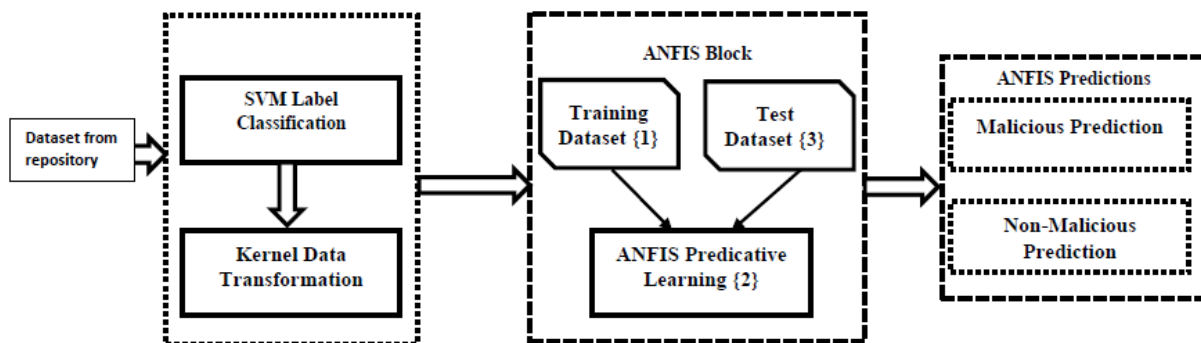 Dataset from
repository
SVM Label
Classification
Kernel Data
Transformation
ANFIS Block
Training
Dataset {1}
Test
Dataset {3}
ANFIS Predicative
Learning {2}
ANFIS Predictions
Malicious Prediction
Non-Malicious
Prediction